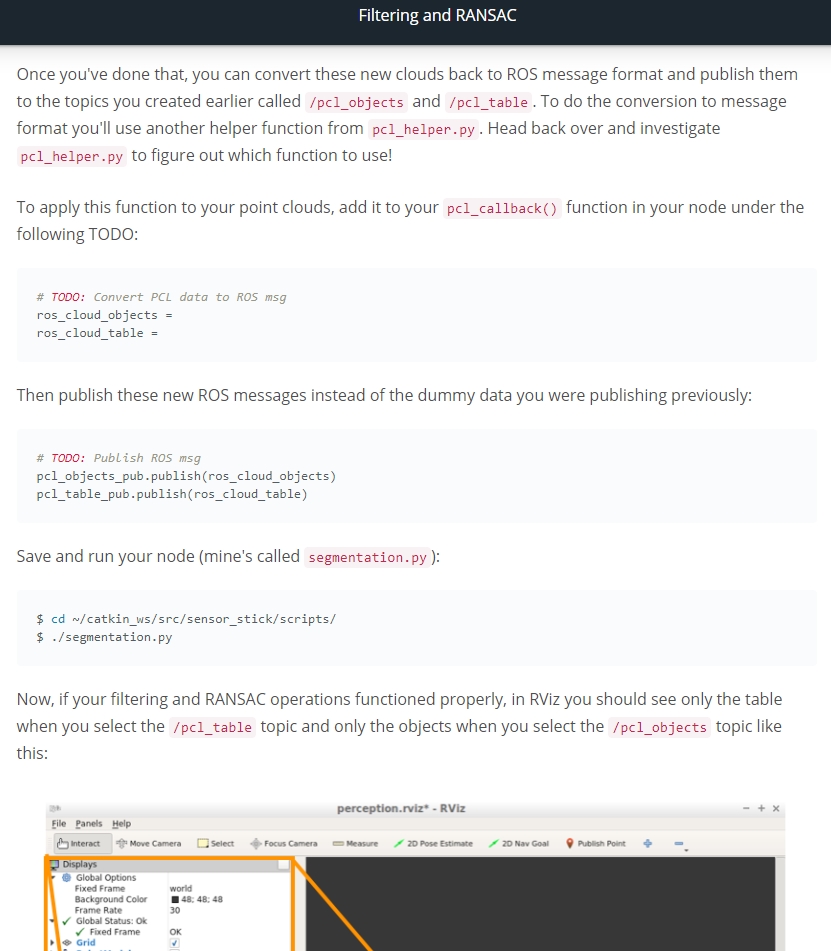 Filtering and RANSAC
Once you've done that, you can convert these new clouds back to ROS message format and publish them
to the topics you created earlier called /pcl_objects and /pcl_table . To do the conversion to message
format you'll use another helper function from pcl_helper.py . Head back over and investigate
pcl_helper.py to figure out which function to use!
To apply this function to your point clouds, add it to your pcl_callback() function in your node under the
following TODO:
# TODO: Convert PCL data to ROS msg
ros_cloud_objects =
ros_cloud_table =
Then publish these new ROS messages instead of the dummy data you were publishing previously:
# TODO: Publish ROS msg
pcl_objects_pub.publish(ros_cloud_objects)
pcl_table_pub.publish(ros_cloud_table)
Save and run your node (mine's called segmentation.py ):
$ cd ~/catkin_ws/src/sensor_stick/scripts/
$ ./segmentation.py
Now, if your filtering and RANSAC operations functioned properly, in RViz you should see only the table
when you select the /pcl_table topic and only the objects when you select the /pcl_objects topic like
this:
perception.rviz* - RViz
File Panels Help
Interact Move Camera Select Focus Camera Measure 2D Pose Estimate 2D Nav Goal Publish Point
Displays
Global Options
Fixed Frame world
Background Color 48; 48; 48
Frame Rate 30
Global Status: Ok
Fixed Frame OK
Grid